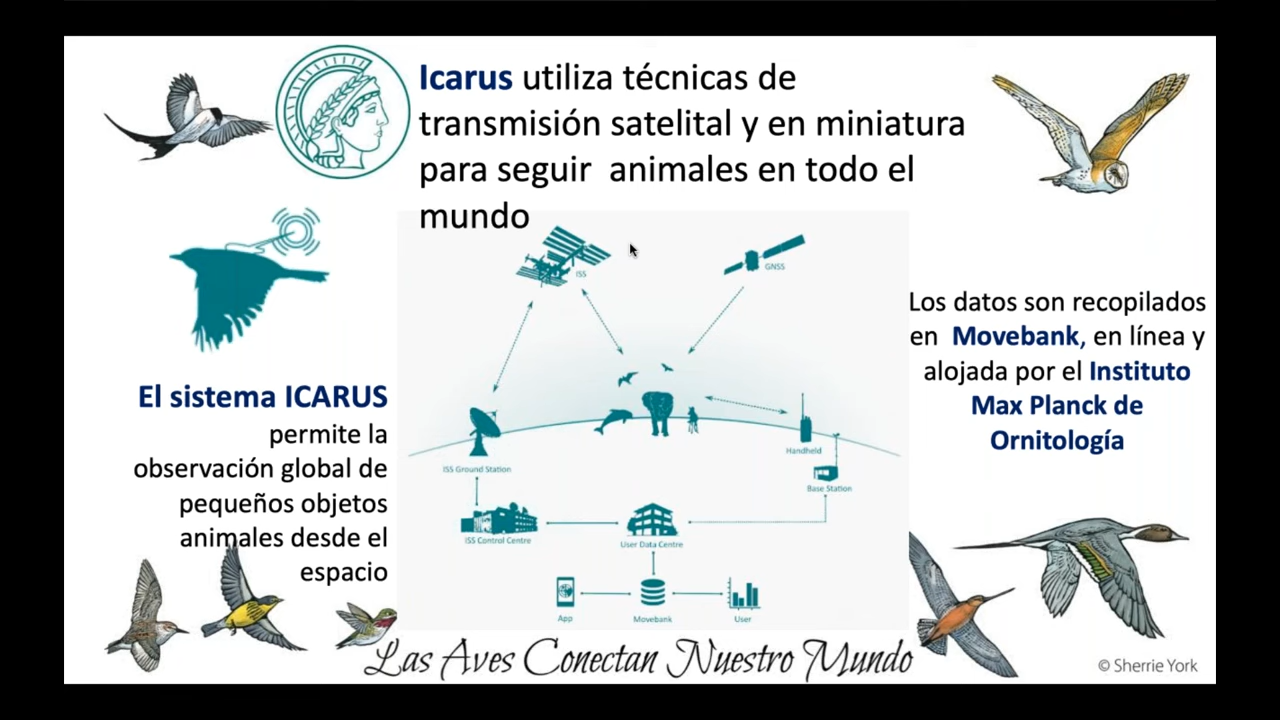 Icarus utiliza técnicas de
transmisión satelital y en miniatura
para seguir animales en todo el
mundo
ISS
GNSS
El sistema ICARUS
permite la
observación global de
pequeños objetos
animales desde el
espacio
Los datos son recopilados
en Movebank, en línea y
alojada por el Instituto
Max Planck de
Ornitología
Handheld
ISS Ground Station
Base Station
ISS Control Centre
User Data Centre
App
Movebank
User
Las Aves Conectan Nuestro Mundo
© Sherrie York